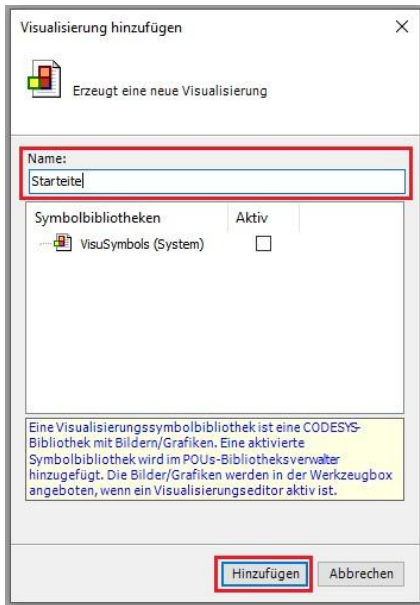 Visualisierung hinzufügen
Erzeugt eine neue Visualisierung
Name:
Starteite
Symbolbibliotheken Aktiv
VisuSymbols (System)
Eine Visualisierungssymbolbibliothek ist eine CODESYS-
Bibliothek mit Bildern/Grafiken. Eine aktivierte
Symbolbibliothek wird im POUs-Bibliotheksverwalter
hinzugefügt. Die Bilder/Grafiken werden in der Werkzeugbox
angeboten, wenn ein Visualisierungseditor aktiv ist.
Hinzufügen Abbrechen